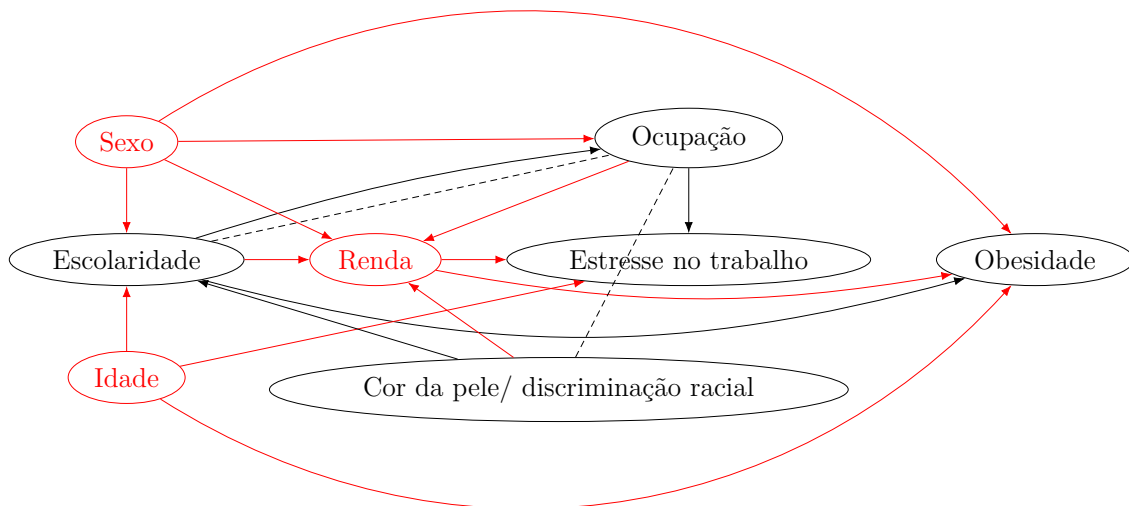 Sexo
Ocupação
Escolaridade
Renda
Estresse no trabalho
Obesidade
Idade
Cor da pele/ discriminação racial